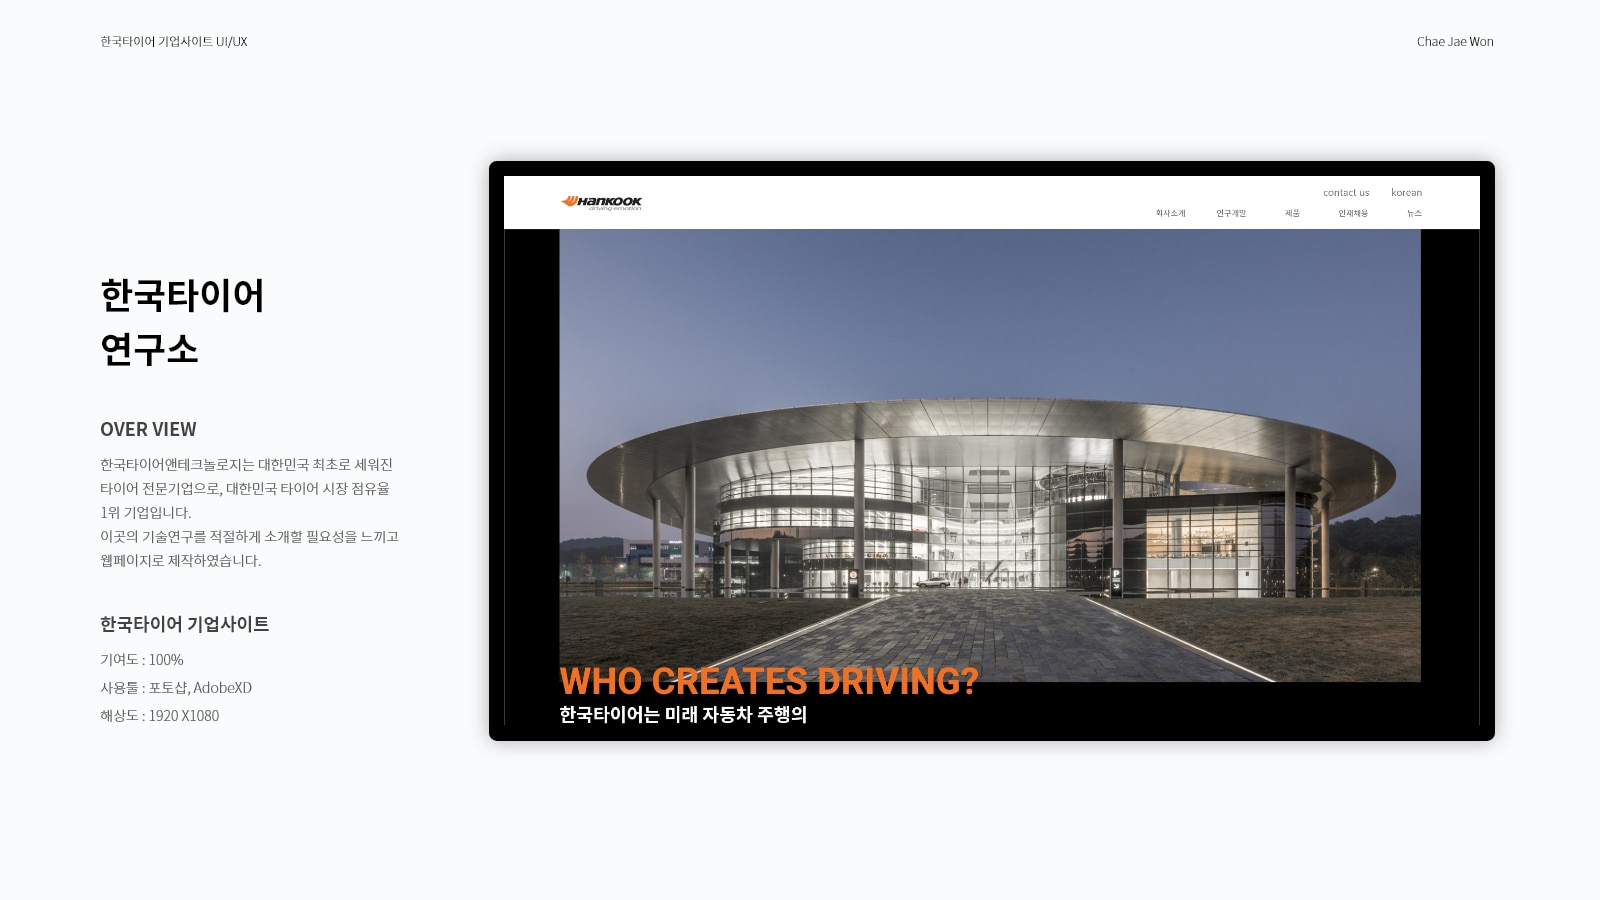 한국타이어 기업사이트 UI/UX
Chae Jae Won
한국타이어
연구소
OVER VIEW
한국타이어앤테크놀로지는 대한민국 최초로 세워진
타이어 전문기업으로, 대한민국 타이어 시장 점유율
1위 기업입니다.
이곳의 기술연구를 적절하게 소개할 필요성을 느끼고
웹페이지로 제작하였습니다.
한국타이어 기업사이트
기여도 : 100%
사용툴 : 포토샵, AdobeXD
해상도 : 1920 X1080
contact us korean
HANKOOK
driving emotion
회사소개 연구개발 제품 인재채용 뉴스
P
WHO CREATES DRIVING?
한국타이어는 미래 자동차 주행의